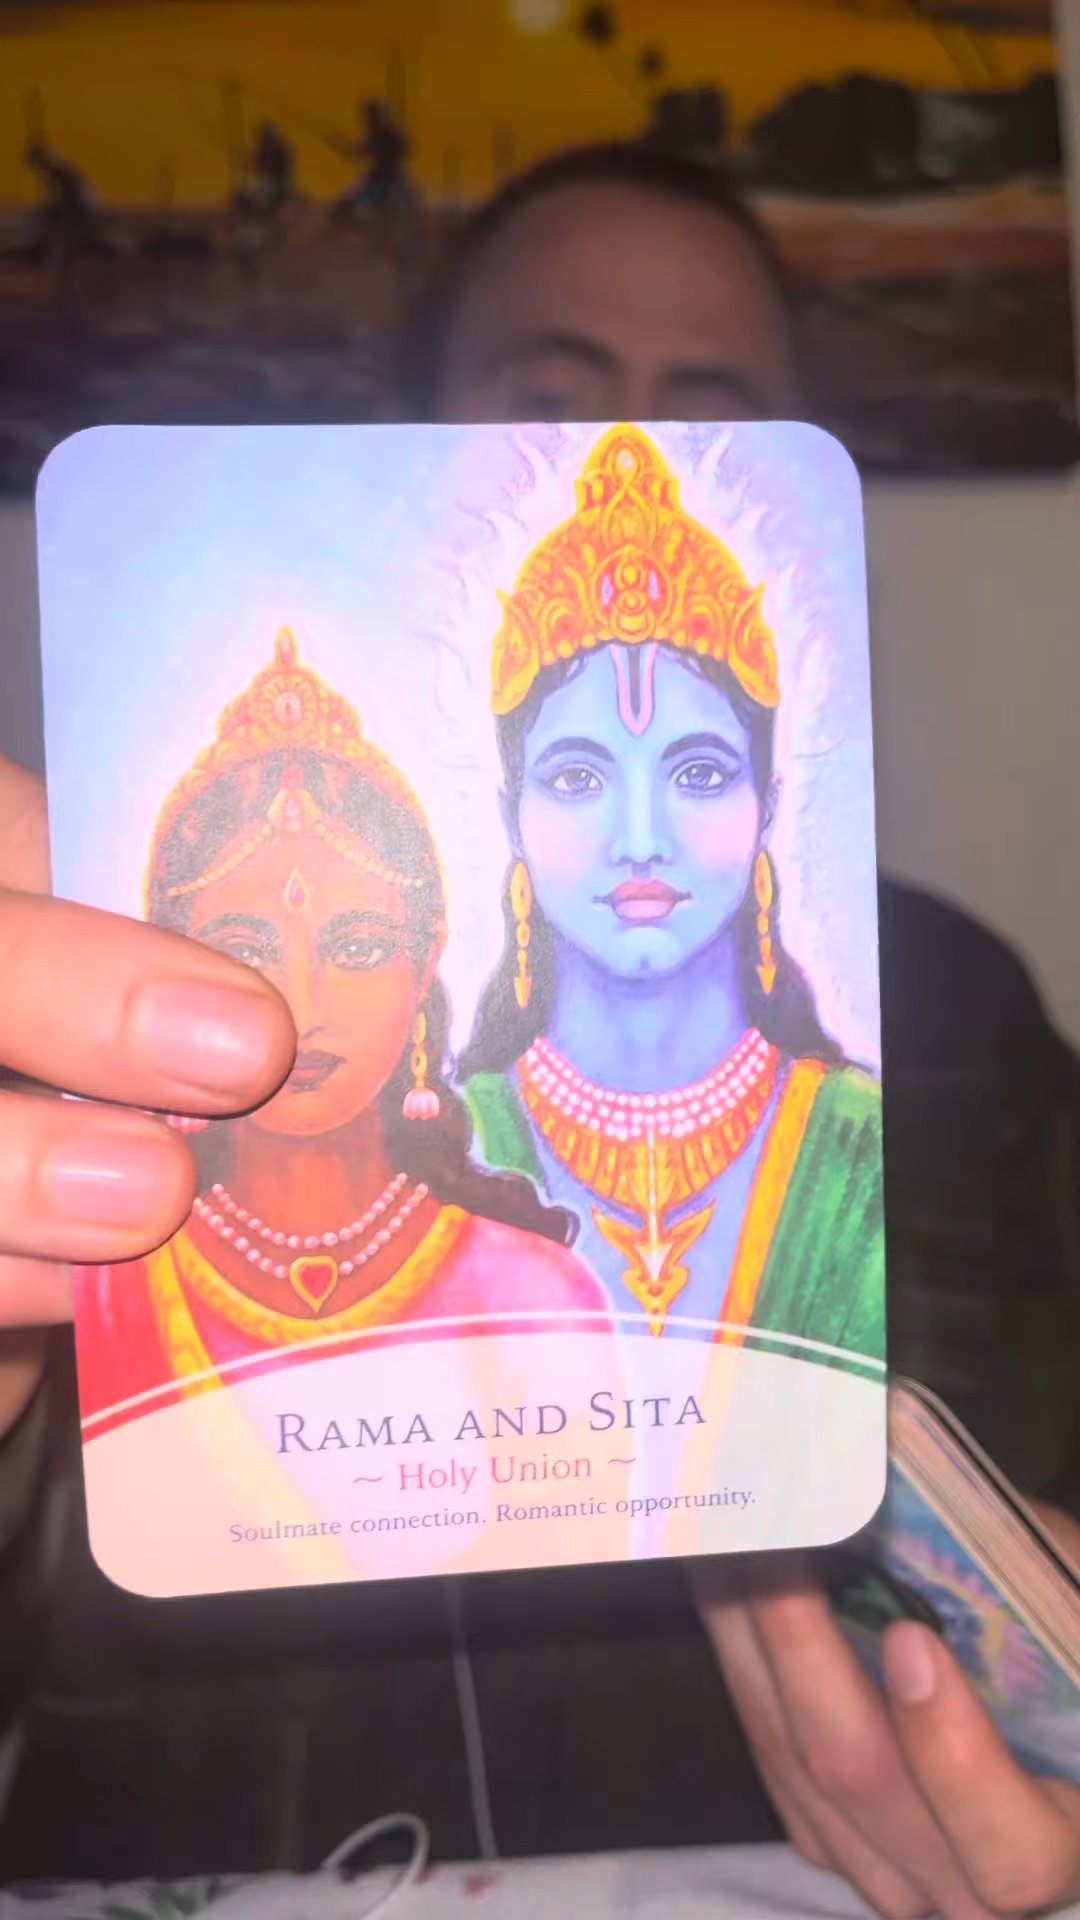 Rama and Sita
~ Holy Union ~
Soulmate connection. Romantic opportunity.